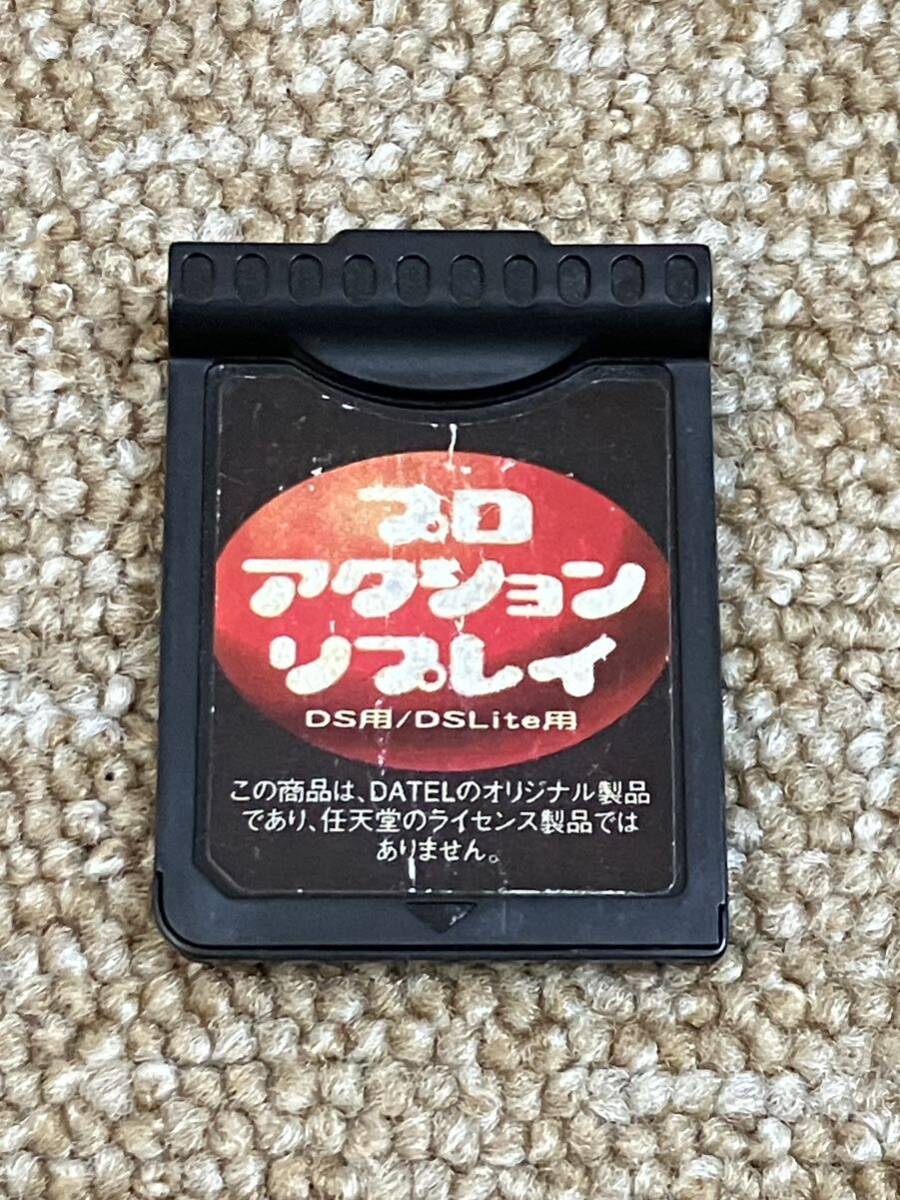 プロ
アクション
リプレイ
DS用/DSLite用
この商品は、DATELのオリジナル製品
であり、任天堂のライセンス製品では
ありません。